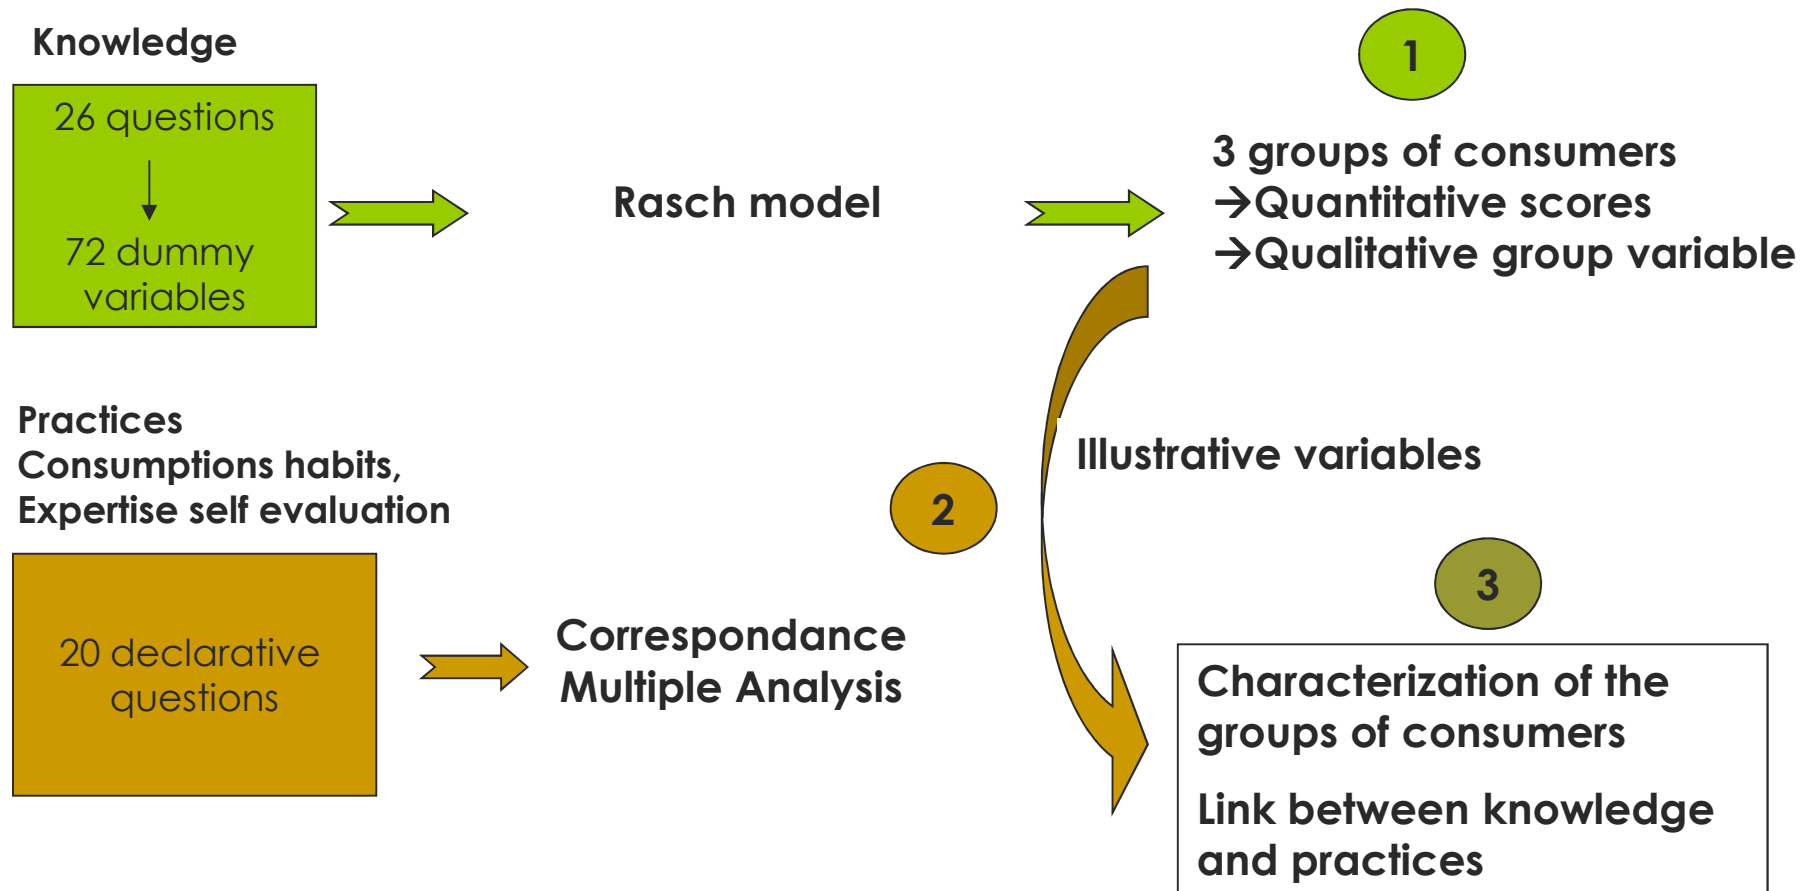 Knowledge
26 questions
72 dummy
variables
Rasch model
1
3 groups of consumers
→Quantitative scores
→Qualitative group variable
Practices
Consumptions habits,
Expertise self evaluation
20 declarative
questions
Correspondance
Multiple Analysis
2
Illustrative variables
3
Characterization of the
groups of consumers
Link between knowledge
and practices